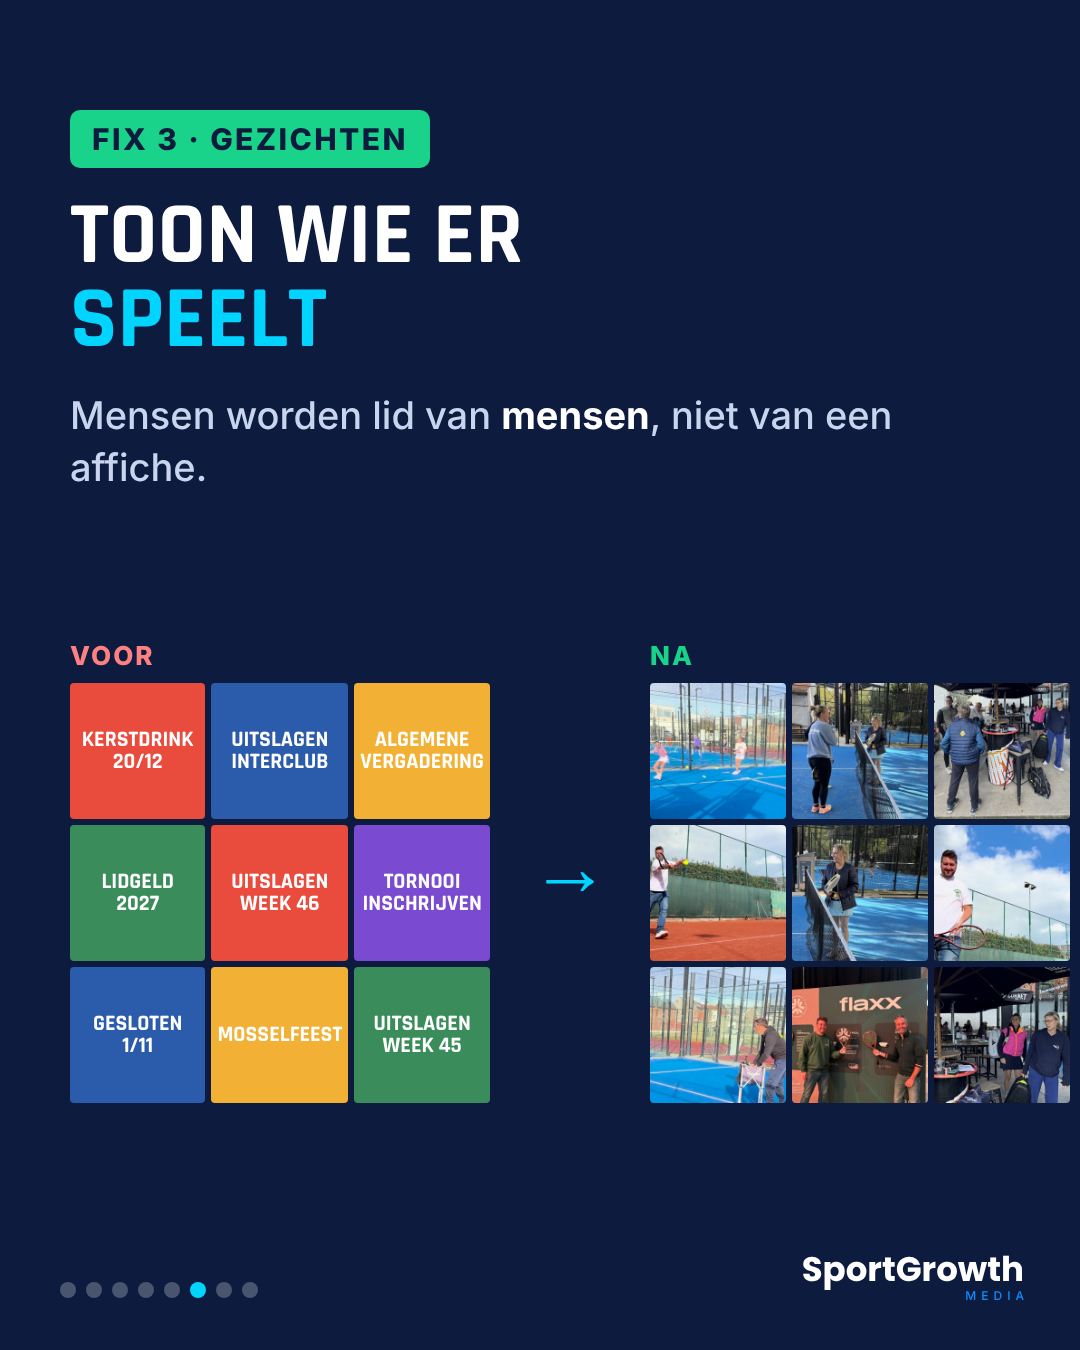 FIX 3 · GEZICHTEN
TOON WIE ER
SPEELT
Mensen worden lid van mensen, niet van een
affiche.
VOOR
KERSTDRINK
20/12
UITSLAGEN
INTERCLUB
ALGEMENE
VERGADERING
LIDGELD
2027
UITSLAGEN
WEEK 46
TORNOOI
INSCHRIJVEN
GESLOTEN
1/11
MOSSELFEEST
UITSLAGEN
WEEK 45
→
NA
flaxx
SportGrowth
MEDIA